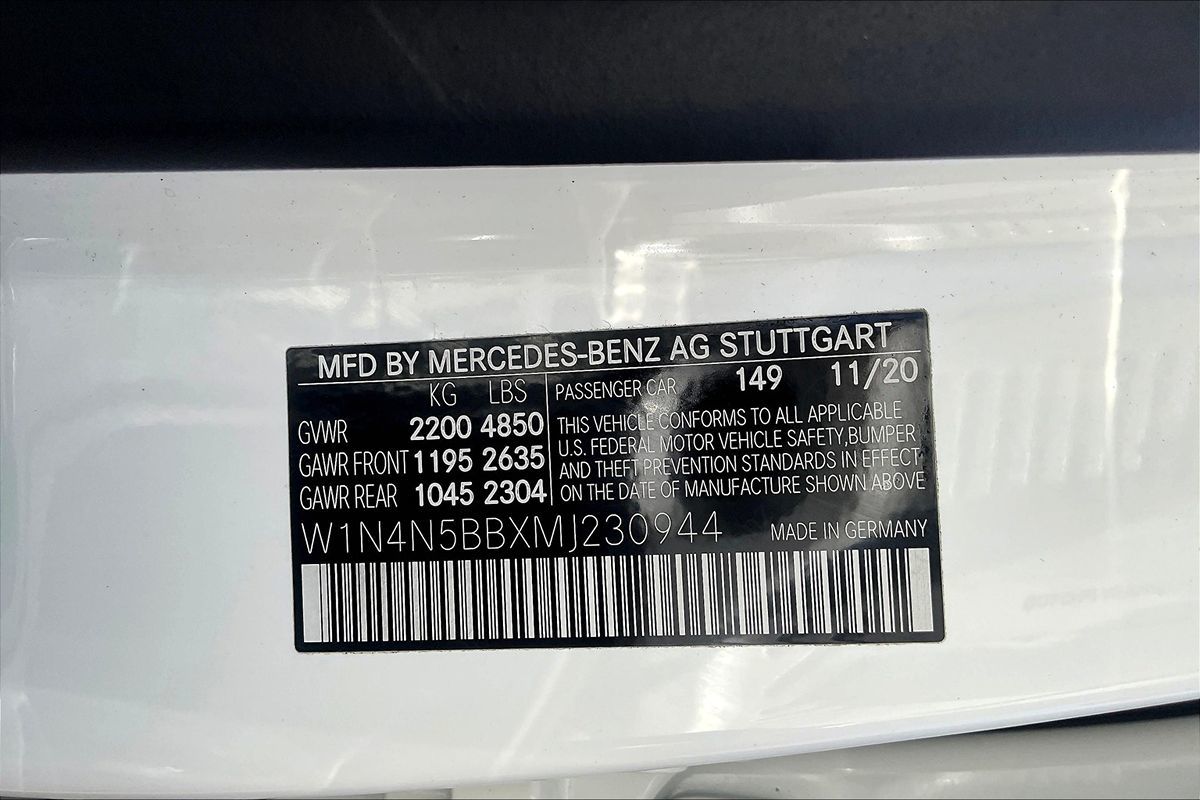 MFD BY MERCEDES-BENZ AG STUTTGART
KG LBS
GVWR 2200 4850
GAWR FRONT 1195 2635
GAWR REAR 1045 2304
PASSENGER CAR 149 11/20
THIS VEHICLE CONFORMS TO ALL APPLICABLE
U.S. FEDERAL MOTOR VEHICLE SAFETY,BUMPER
AND THEFT PREVENTION STANDARDS IN EFFECT
ON THE DATE OF MANUFACTURE SHOWN ABOVE
W1N4N5BBXMJ230944 MADE IN GERMANY